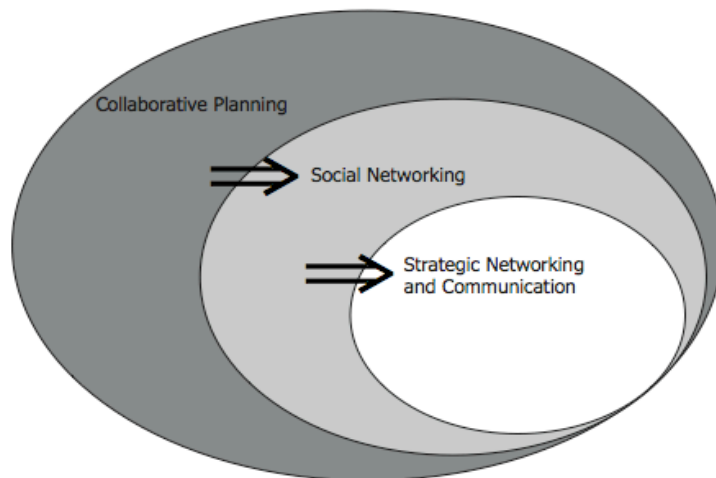 Collaborative Planning
Social Networking
Strategic Networking
and Communication